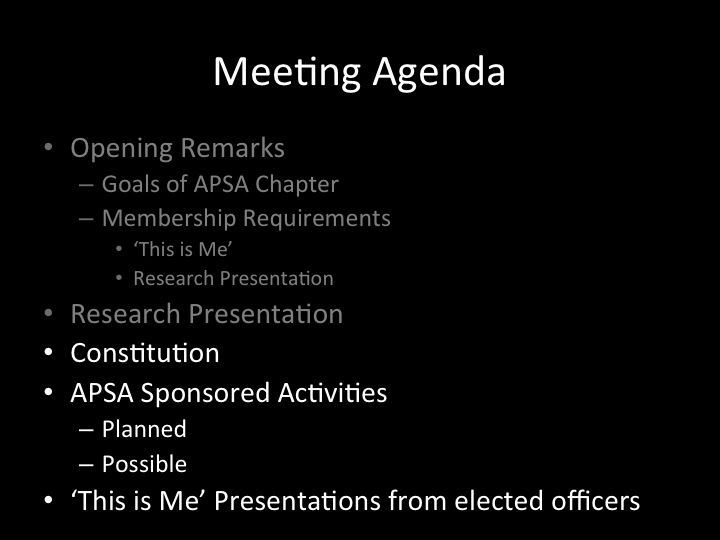 Meeting Agenda
• Opening Remarks
– Goals of APSA Chapter
– Membership Requirements
• ‘This is Me’
• Research Presentation
• Research Presentation
• Constitution
• APSA Sponsored Activities
– Planned
– Possible
• ‘This is Me’ Presentations from elected officers